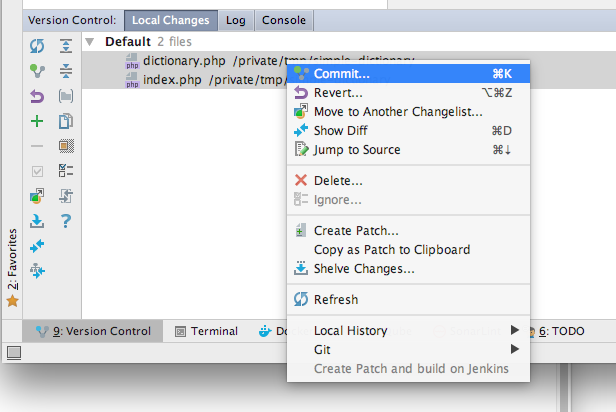 Version Control: Local Changes Log Console
Default 2 files
dictionary.php /private/tmp/simple_dictionary
index.php /private/tmp/
Commit... ⌘K
Revert... ⌥⌘Z
Move to Another Changelist...
Show Diff ⌘D
Jump to Source ⌘↓
Delete...
Ignore...
Create Patch...
Copy as Patch to Clipboard
Shelve Changes...
Refresh
Local History
Git
Create Patch and build on Jenkins
2: Favorites
9: Version Control Terminal 6: TODO
php
php